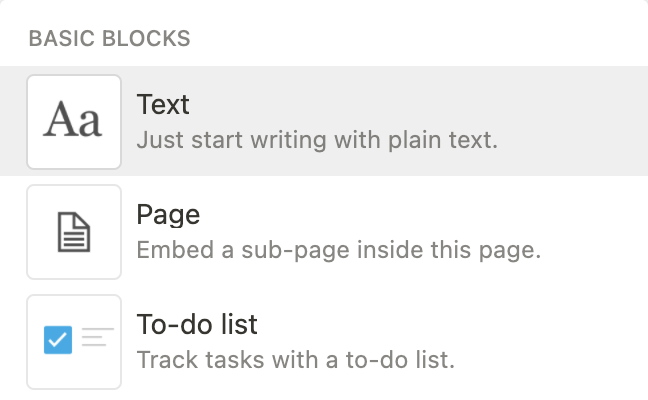 BASIC BLOCKS
Aa
Text
Just start writing with plain text.
Page
Embed a sub-page inside this page.
To-do list
Track tasks with a to-do list.